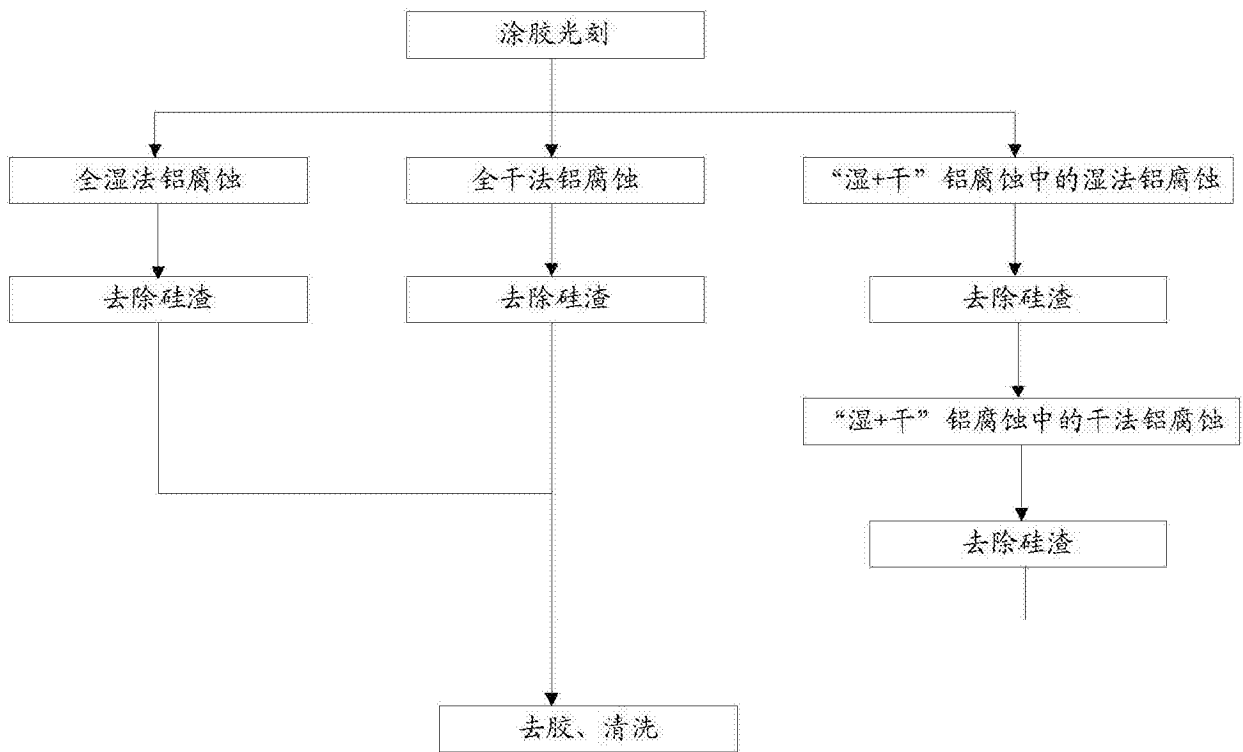 涂胶光刻
全湿法铝腐蚀
全干法铝腐蚀
“湿+干”铝腐蚀中的湿法铝腐蚀
去除硅渣
去除硅渣
去除硅渣
“湿+干”铝腐蚀中的干法铝腐蚀
去除硅渣
去胶、清洗